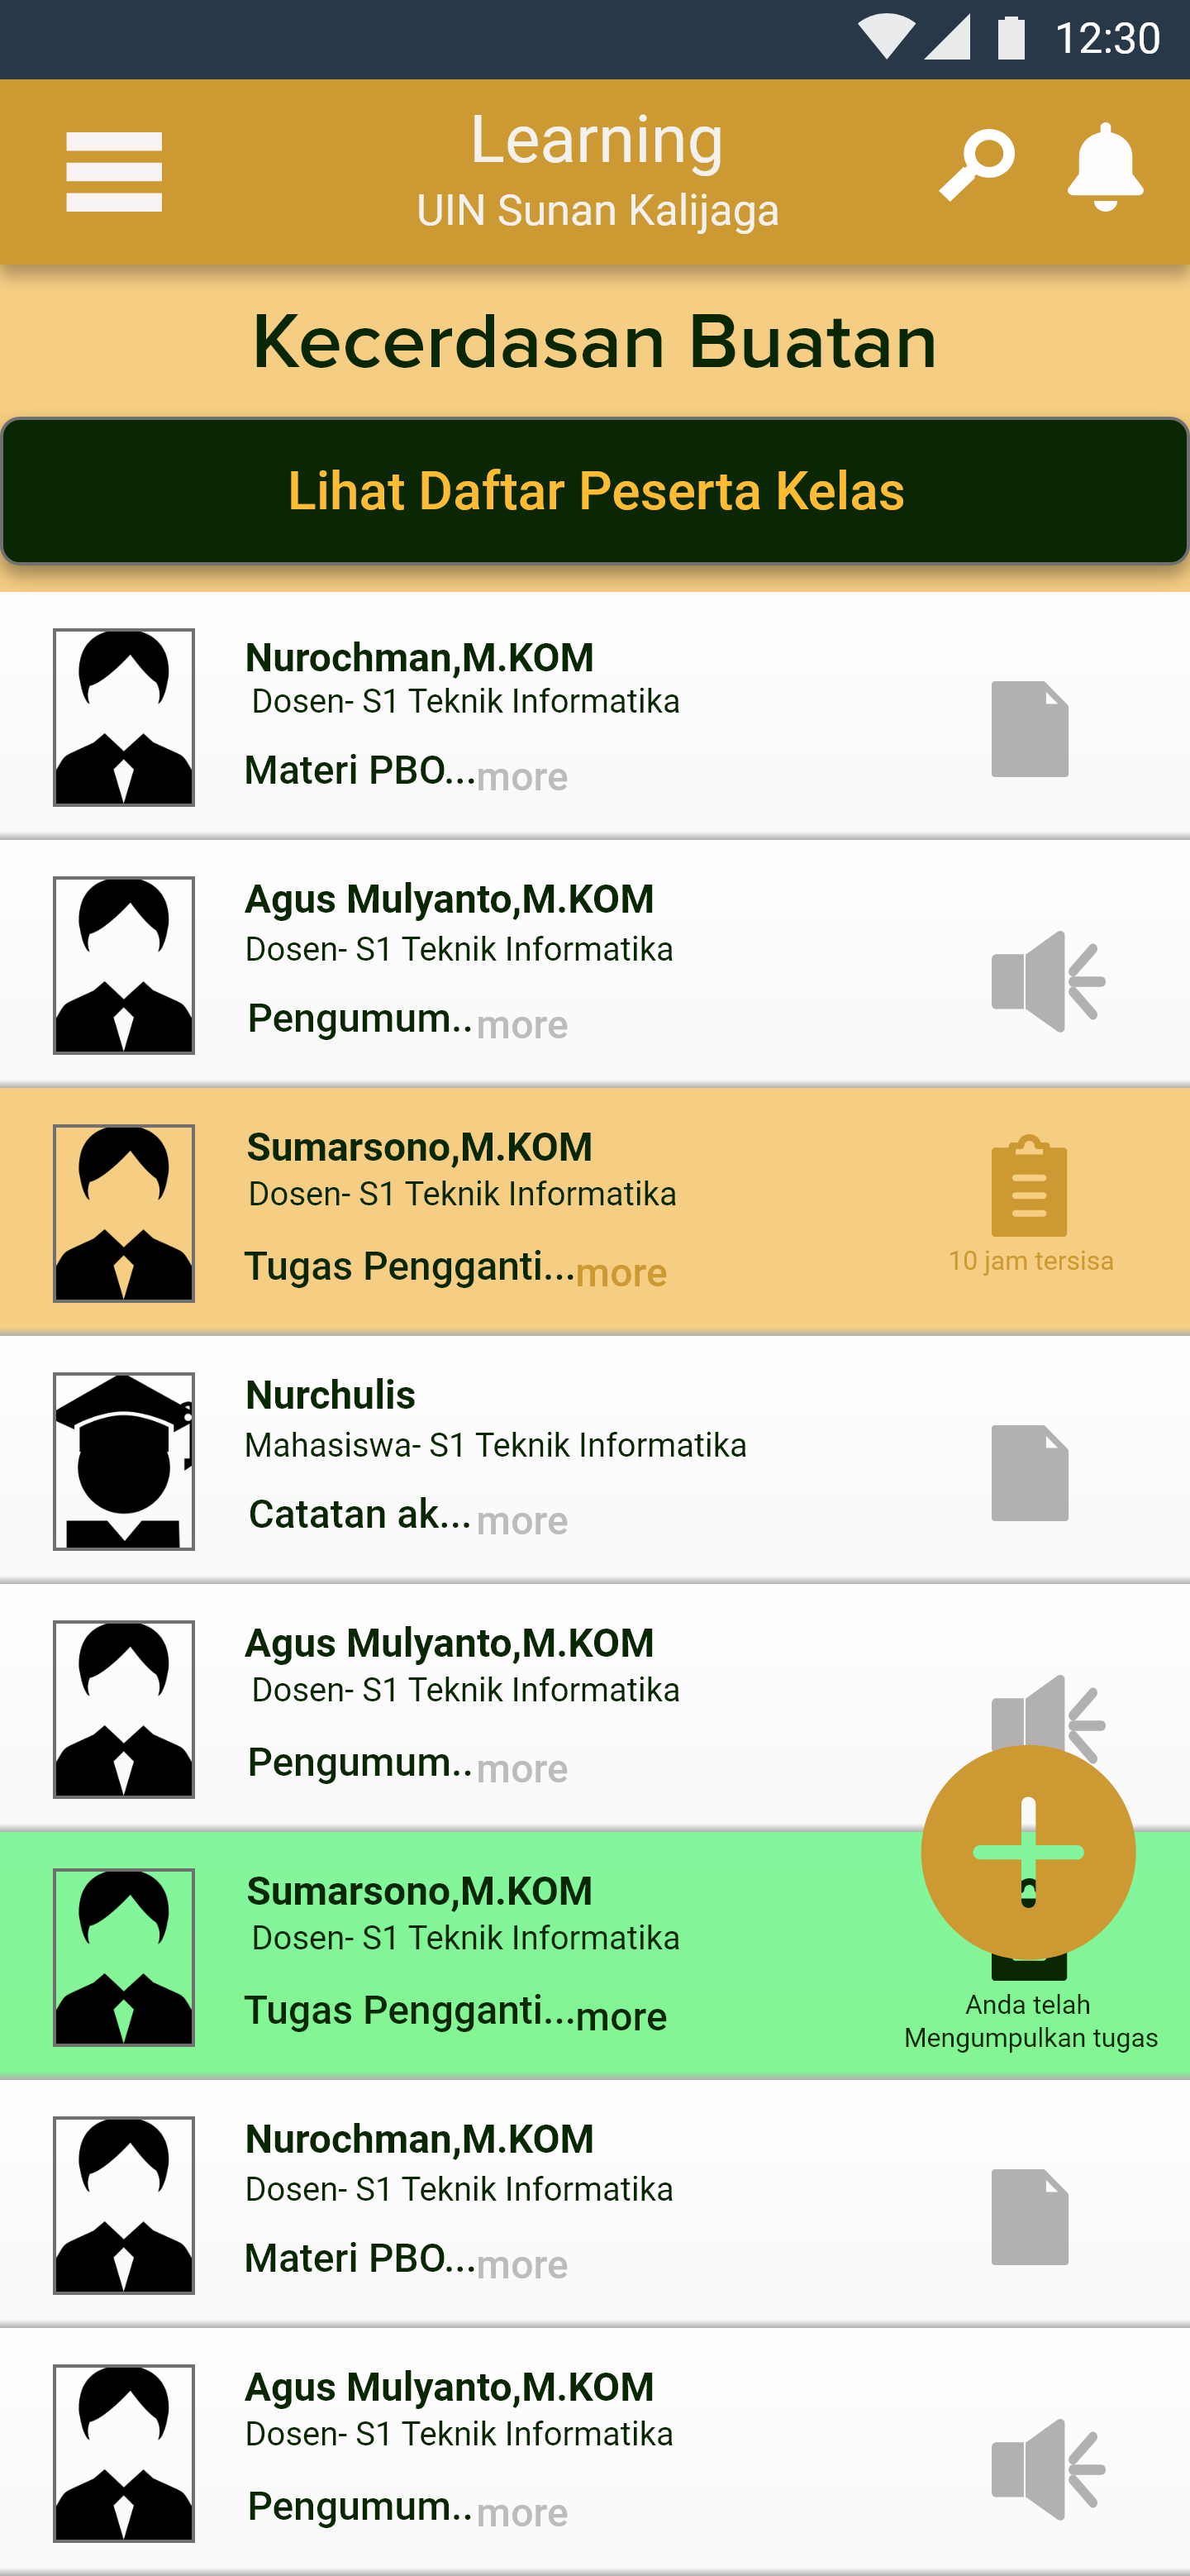 12:30
Learning
UIN Sunan Kalijaga
Kecerdasan Buatan
Lihat Daftar Peserta Kelas
Nurochman,M.KOM
Dosen- S1 Teknik Informatika
Materi PBO...more
Agus Mulyanto,M.KOM
Dosen- S1 Teknik Informatika
Pengumum..more
Sumarsono,M.KOM
Dosen- S1 Teknik Informatika
Tugas Pengganti...more
10 jam tersisa
Nurchulis
Mahasiswa- S1 Teknik Informatika
Catatan ak...more
Agus Mulyanto,M.KOM
Dosen- S1 Teknik Informatika
Pengumum..more
Sumarsono,M.KOM
Dosen- S1 Teknik Informatika
Tugas Pengganti...more
Anda telah
Mengumpulkan tugas
Nurochman,M.KOM
Dosen- S1 Teknik Informatika
Materi PBO...more
Agus Mulyanto,M.KOM
Dosen- S1 Teknik Informatika
Pengumum..more